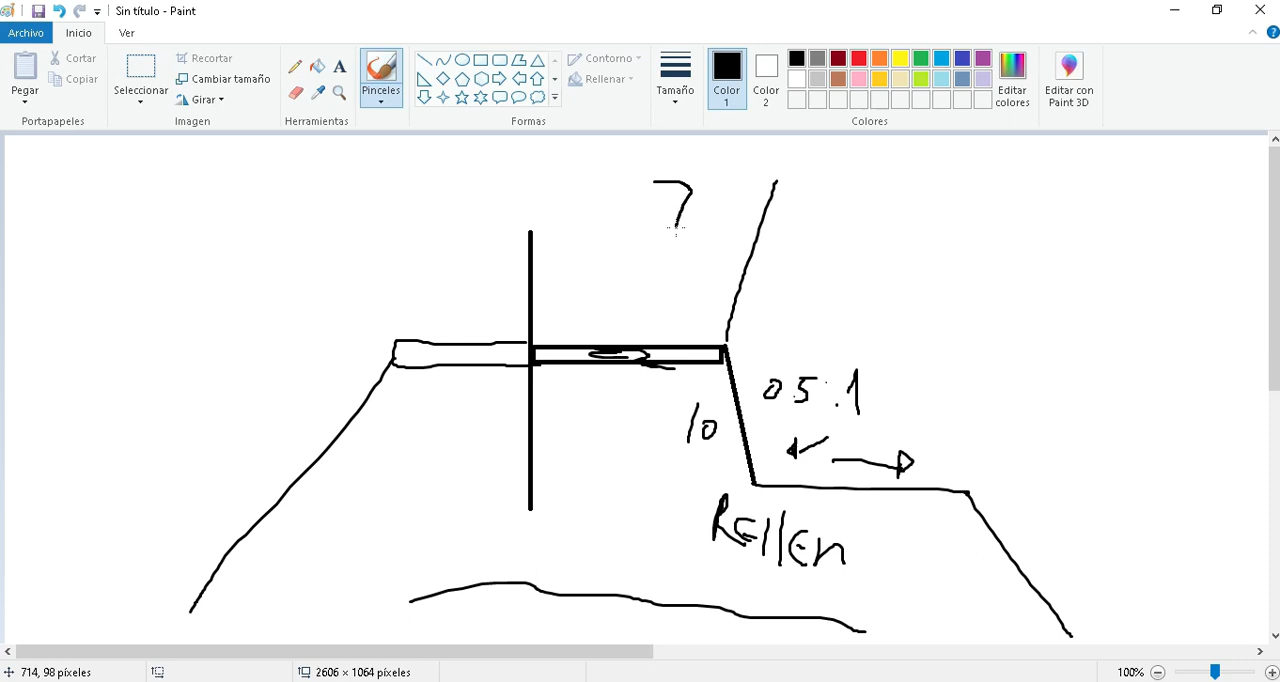 Sin título - Paint
Archivo Inicio Ver
Pegar
Cortar
Copiar
Portapapeles
Seleccionar
Recortar
Cambiar tamaño
Girar
Imagen
A
Herramientas
Pinceles
Contorno
Rellenar
Formas
Tamaño
Color 1
Color 2
Editar colores
Colores
Editar con Paint 3D
7
0.5:1
10
RELLEN
714, 98 píxeles
2606 × 1064 píxeles
100%